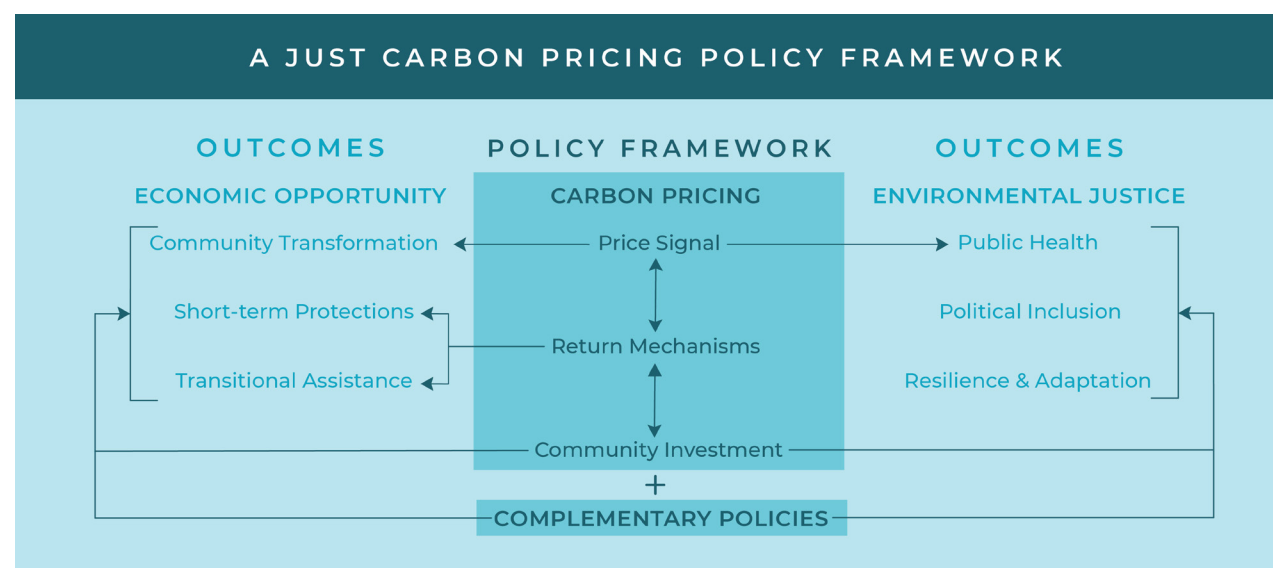 A JUST CARBON PRICING POLICY FRAMEWORK
OUTCOMES
ECONOMIC OPPORTUNITY
Community Transformation
Short-term Protections
Transitional Assistance
POLICY FRAMEWORK
CARBON PRICING
Price Signal
Return Mechanisms
Community Investment
+
COMPLEMENTARY POLICIES
OUTCOMES
ENVIRONMENTAL JUSTICE
Public Health
Political Inclusion
Resilience & Adaptation